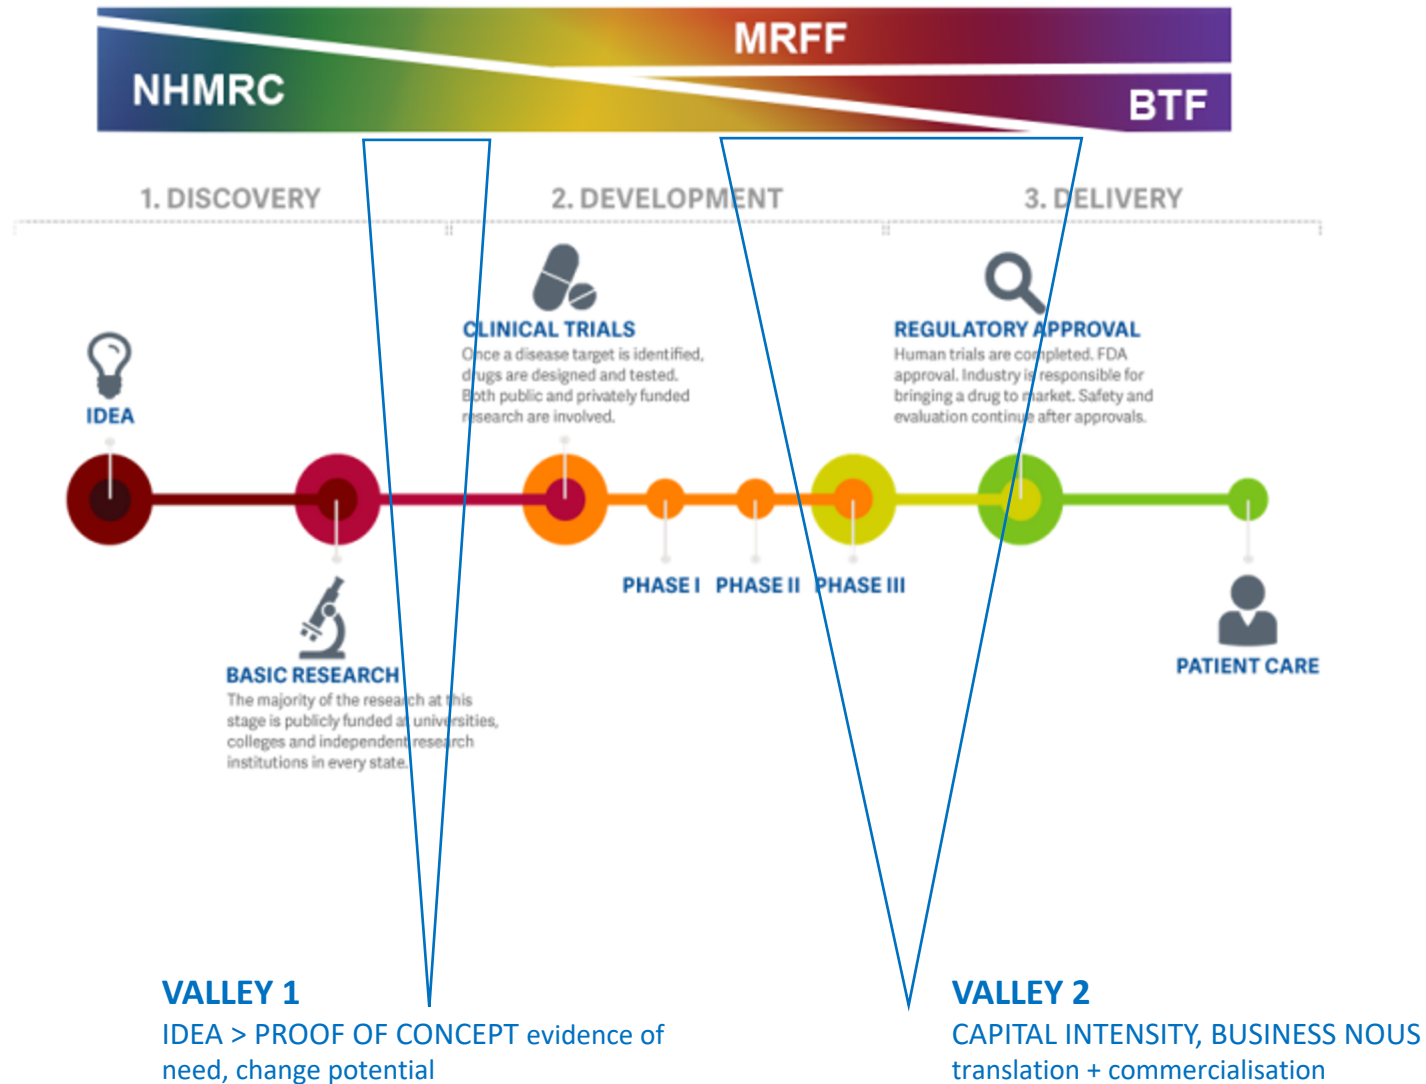 MRFF
NHMRC
BTF
1. DISCOVERY
2. DEVELOPMENT
3. DELIVERY
CLINICAL TRIALS
Once a disease target is identified,
drugs are designed and tested.
Both public and privately funded
research are involved.
REGULATORY APPROVAL
Human trials are completed. FDA
approval. Industry is responsible for
bringing a drug to market. Safety and
evaluation continue after approvals.
IDEA
PHASE I
PHASE II
PHASE III
BASIC RESEARCH
The majority of the research at this
stage is publicly funded at universities,
colleges and independent research
institutions in every state.
PATIENT CARE
VALLEY 1
IDEA > PROOF OF CONCEPT evidence of
need, change potential
VALLEY 2
CAPITAL INTENSITY, BUSINESS NOUS
translation + commercialisation